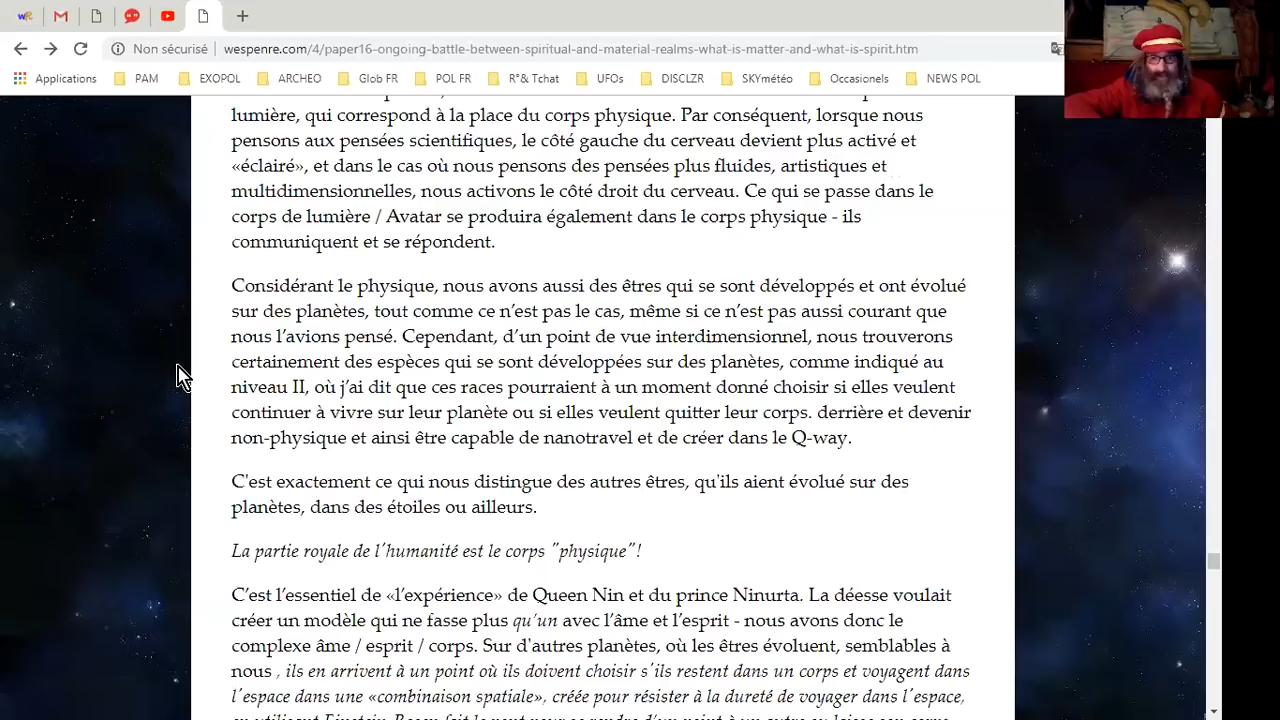 Non sécurisé wespenre.com/4/paper16-ongoing-battle-between-spiritual-and-material-realms-what-is-matter-and-what-is-spirit.htm
Applications PAM EXOPOL ARCHEO Glob FR POL FR R°& Tchat UFOs DISCLZR SKYmétéo Occasionels NEWS POL
lumière, qui correspond à la place du corps physique. Par conséquent, lorsque nous
pensons aux pensées scientifiques, le côté gauche du cerveau devient plus activé et
«éclairé», et dans le cas où nous pensons des pensées plus fluides, artistiques et
multidimensionnelles, nous activons le côté droit du cerveau. Ce qui se passe dans le
corps de lumière / Avatar se produira également dans le corps physique - ils
communiquent et se répondent.
Considérant le physique, nous avons aussi des êtres qui se sont développés et ont évolué
sur des planètes, tout comme ce n'est pas le cas, même si ce n'est pas aussi courant que
nous l'avions pensé. Cependant, d'un point de vue interdimensionnel, nous trouverons
certainement des espèces qui se sont développées sur des planètes, comme indiqué au
niveau II, où j'ai dit que ces races pourraient à un moment donné choisir si elles veulent
continuer à vivre sur leur planète ou si elles veulent quitter leur corps. derrière et devenir
non-physique et ainsi être capable de nanotravel et de créer dans le Q-way.
C'est exactement ce qui nous distingue des autres êtres, qu'ils aient évolué sur des
planètes, dans des étoiles ou ailleurs.
La partie royale de l'humanité est le corps "physique"!
C'est l'essentiel de «l'expérience» de Queen Nin et du prince Ninurta. La déesse voulait
créer un modèle qui ne fasse plus qu'un avec l'âme et l'esprit - nous avons donc le
complexe âme / esprit / corps. Sur d'autres planètes, où les êtres évoluent, semblables à
nous , ils en arrivent à un point où ils doivent choisir s'ils restent dans un corps et voyagent dans
l'espace dans une «combinaison spatiale», créée pour résister à la dureté de voyager dans l'espace,